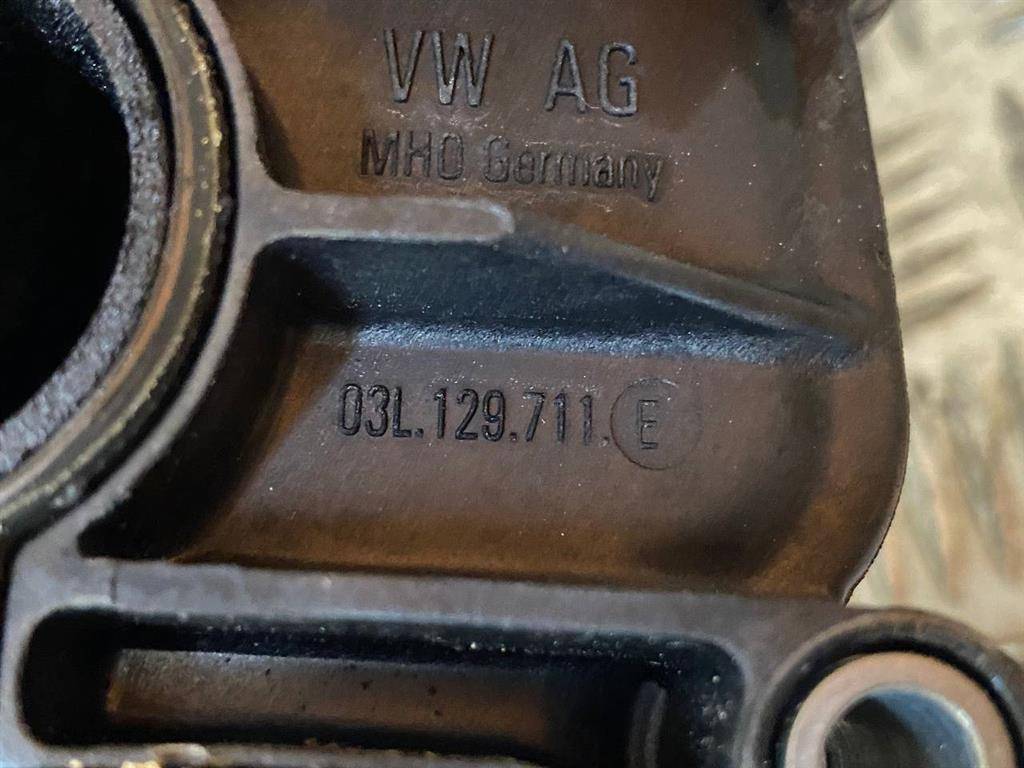 VW AG
MHO Germany
03L.129.711.E